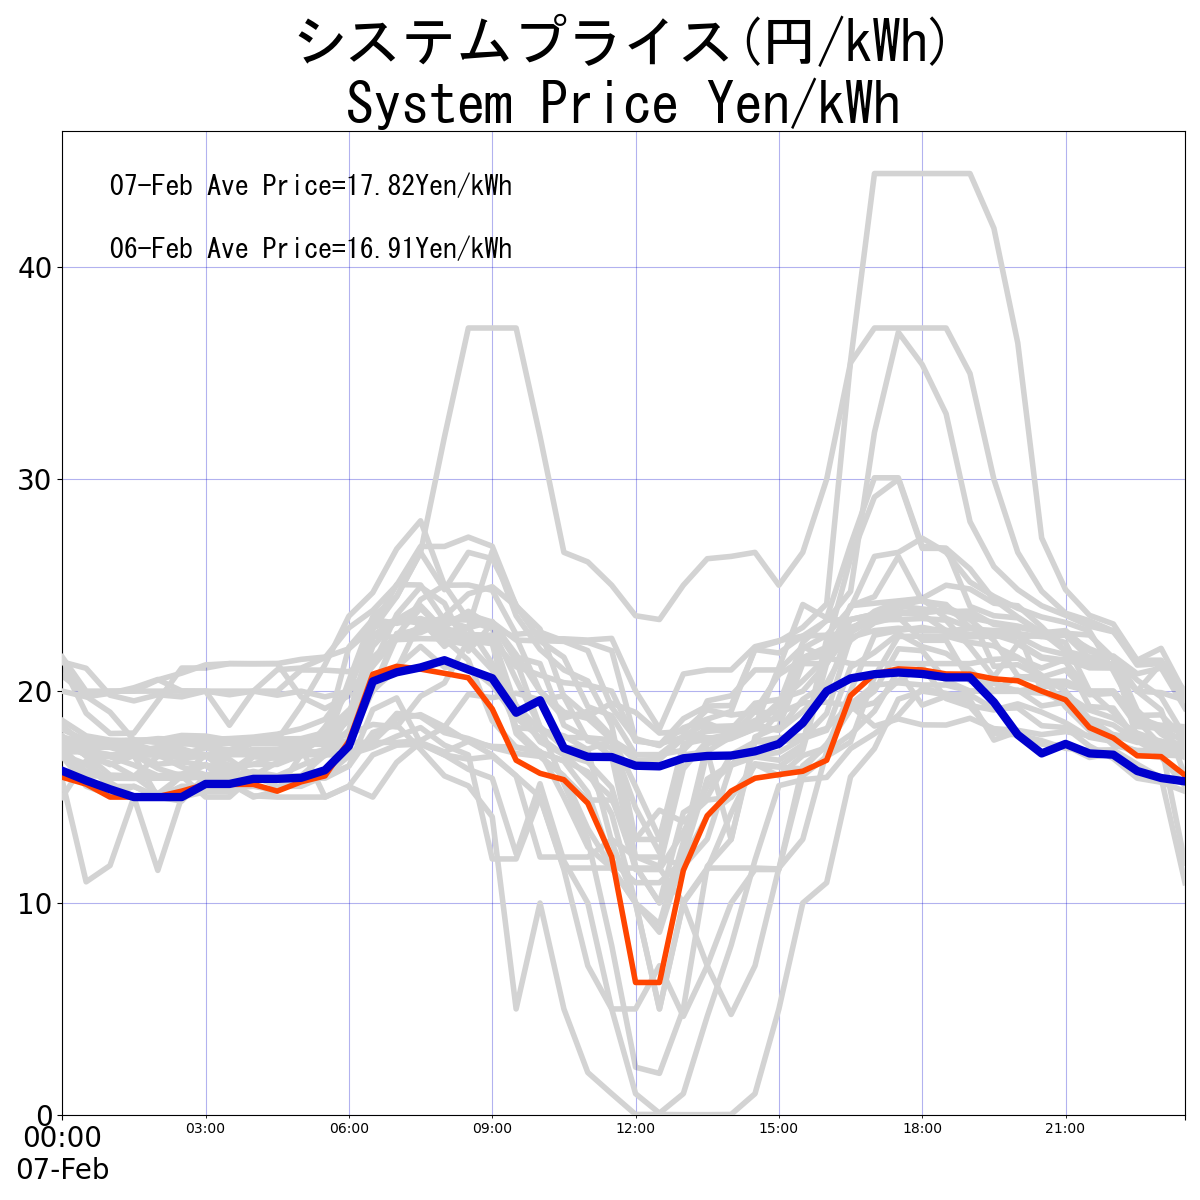 システムプライス(円/kWh)
System Price Yen/kWh
07-Feb Ave Price=17.82Yen/kWh
06-Feb Ave Price=16.91Yen/kWh
40
30
20
10
0
00:00 03:00 06:00 09:00 12:00 15:00 18:00 21:00
07-Feb